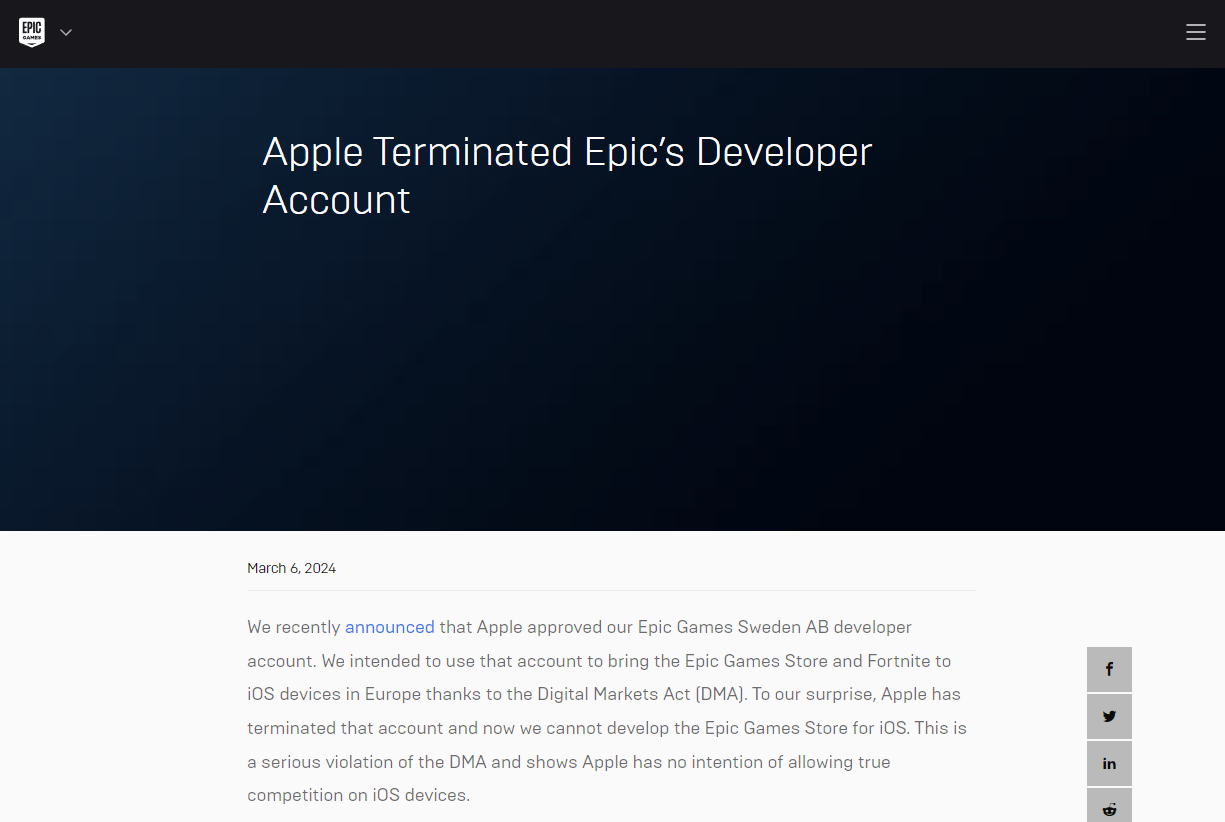 EPIC
GAMES
Apple Terminated Epic’s Developer
Account
March 6, 2024
We recently announced that Apple approved our Epic Games Sweden AB developer
account. We intended to use that account to bring the Epic Games Store and Fortnite to
iOS devices in Europe thanks to the Digital Markets Act (DMA). To our surprise, Apple has
terminated that account and now we cannot develop the Epic Games Store for iOS. This is
a serious violation of the DMA and shows Apple has no intention of allowing true
competition on iOS devices.
f
in